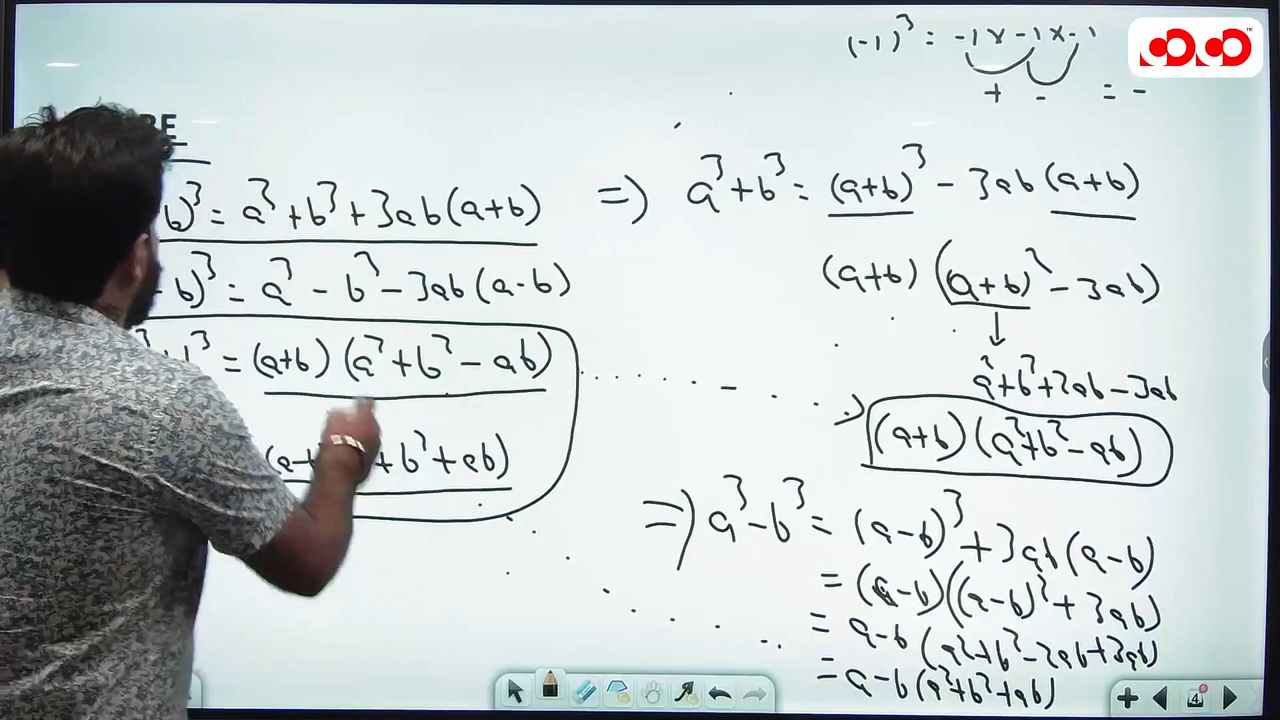 (-1)³ = -1 x -1 x -1
+ - = -
b)³ = a³ + b³ + 3ab(a+b)
b)³ = a³ - b³ - 3ab(a-b)
b³ = (a+b)(a² + b² - ab)
+ b² + ab)
=) a³ + b³ = (a+b)³ - 3ab(a+b)
(a+b)((a+b)² - 3ab)
a² + b² + 2ab - 3ab
(a+b)(a² + b² - ab)
=) a³ - b³ = (a-b)³ + 3ab(a-b)
= (a-b)((a-b)² + 3ab)
= a-b(a² + b² - 2ab + 3ab)
= a-b(a² + b² + ab)
4